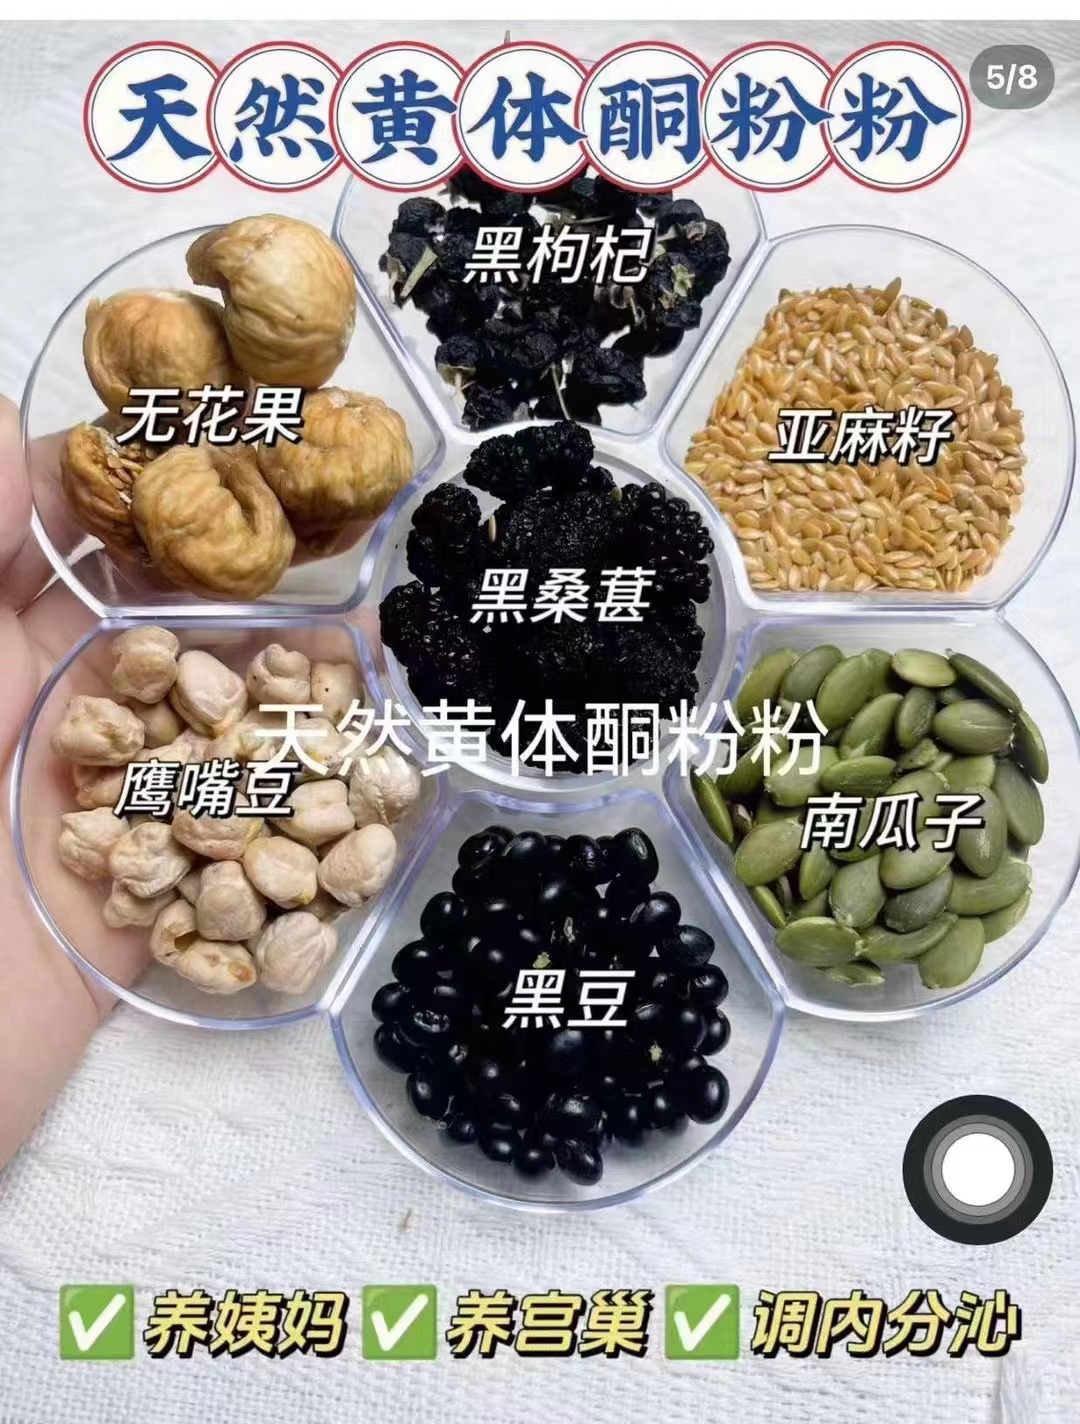 天然黄体酮粉粉
5/8
黑枸杞
无花果
亚麻籽
黑桑葚
天然黄体酮粉粉
鹰嘴豆
南瓜子
黑豆
✅养姨妈 ✅养宫巢 ✅调内分沁